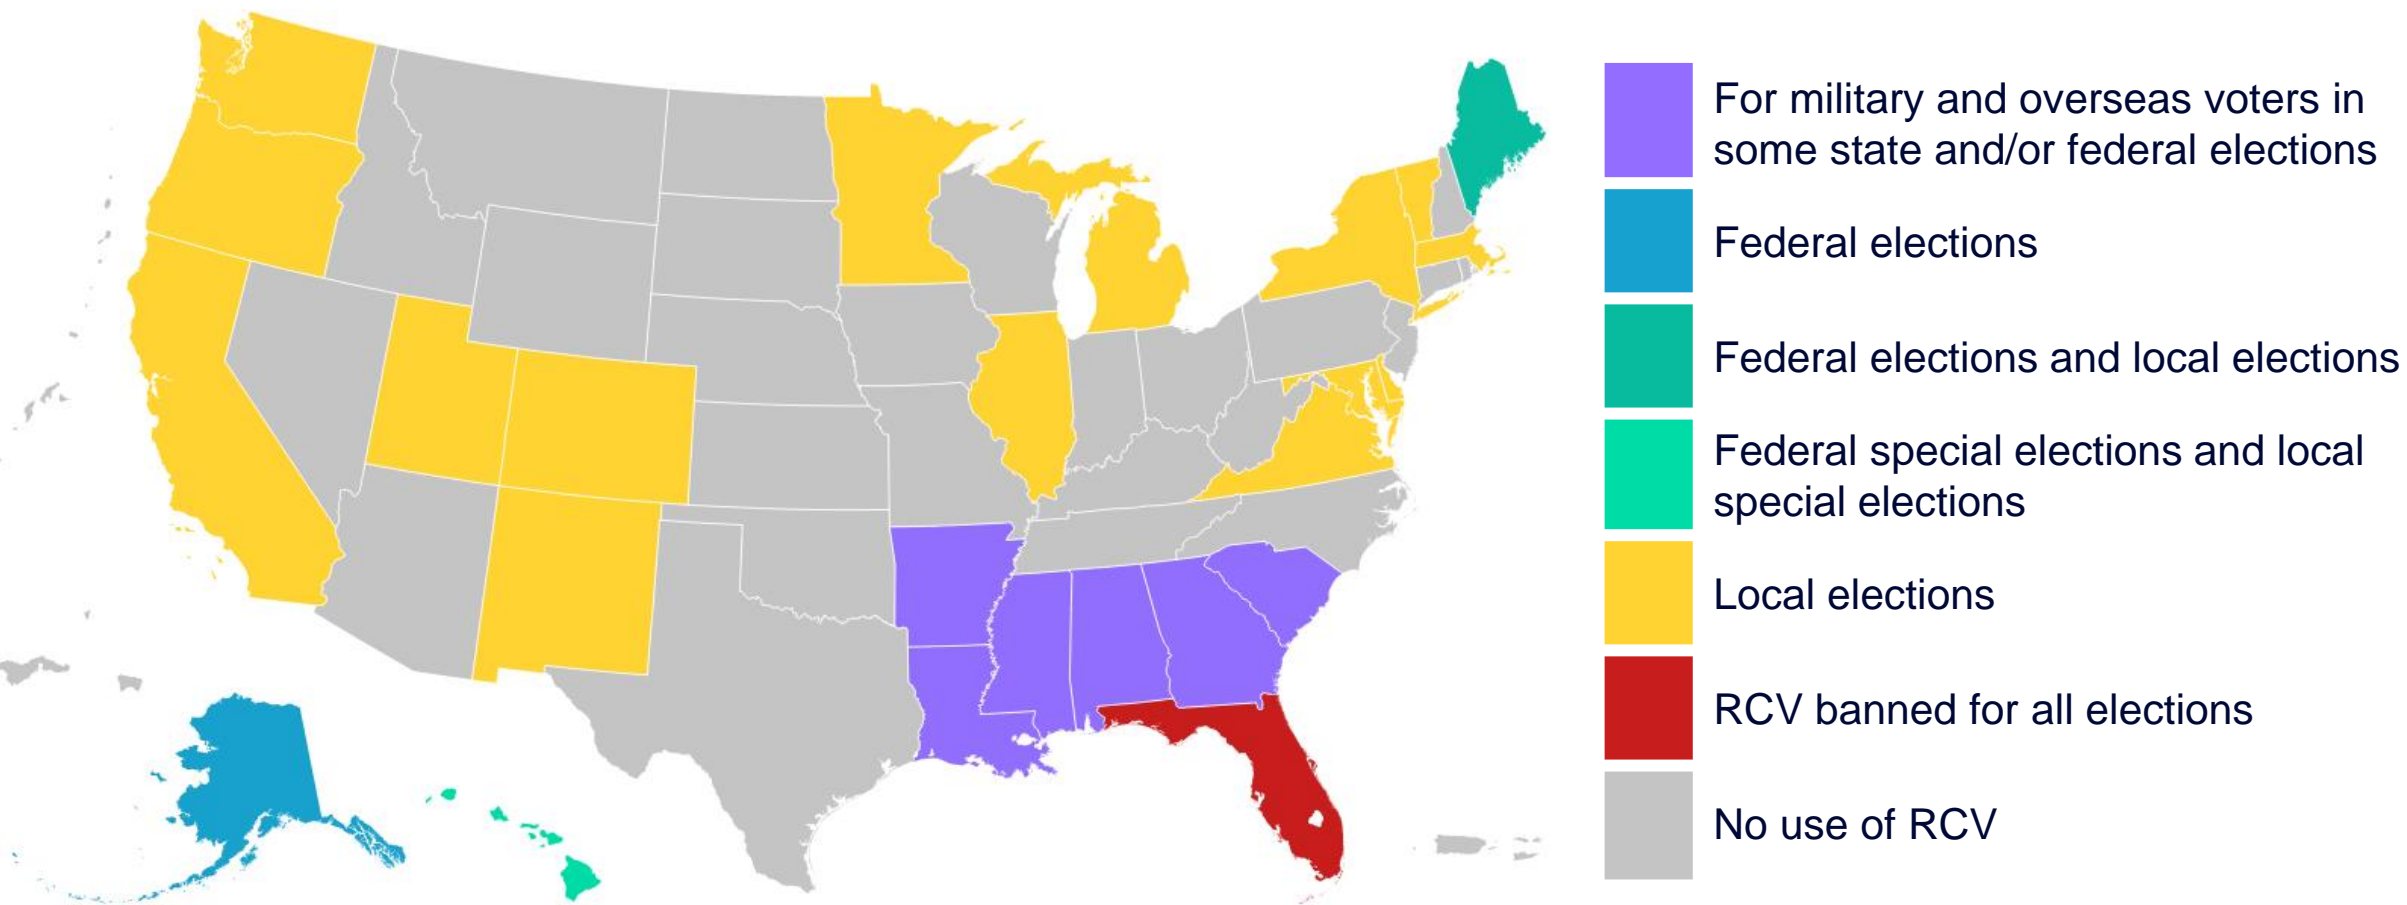 For military and overseas voters in
some state and/or federal elections
Federal elections
Federal elections and local elections
Federal special elections and local
special elections
Local elections
RCV banned for all elections
No use of RCV